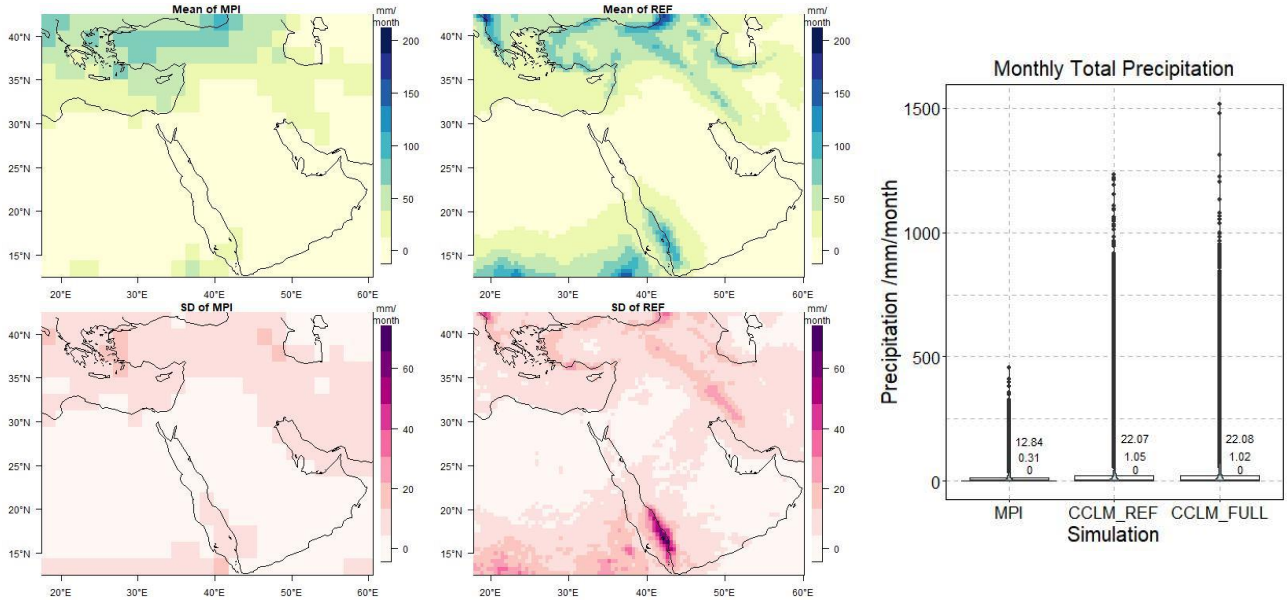 Mean of MPI
mm/
month
40°N
35°N
30°N
25°N
20°N
15°N
200
150
100
50
0
20°E
30°E
40°E
50°E
60°E
Mean of REF
mm/
month
40°N
35°N
30°N
25°N
20°N
15°N
200
150
100
50
0
20°E
30°E
40°E
50°E
60°E
SD of MPI
mm/
month
40°N
35°N
30°N
25°N
20°N
15°N
60
40
20
0
20°E
30°E
40°E
50°E
60°E
SD of REF
mm/
month
40°N
35°N
30°N
25°N
20°N
15°N
60
40
20
0
20°E
30°E
40°E
50°E
60°E
Monthly Total Precipitation
Precipitation /mm/month
1500
1000
500
0
12.84
0.31
0
22.07
1.05
0
22.08
1.02
0
MPI
CCLM_REF
CCLM_FULL
Simulation